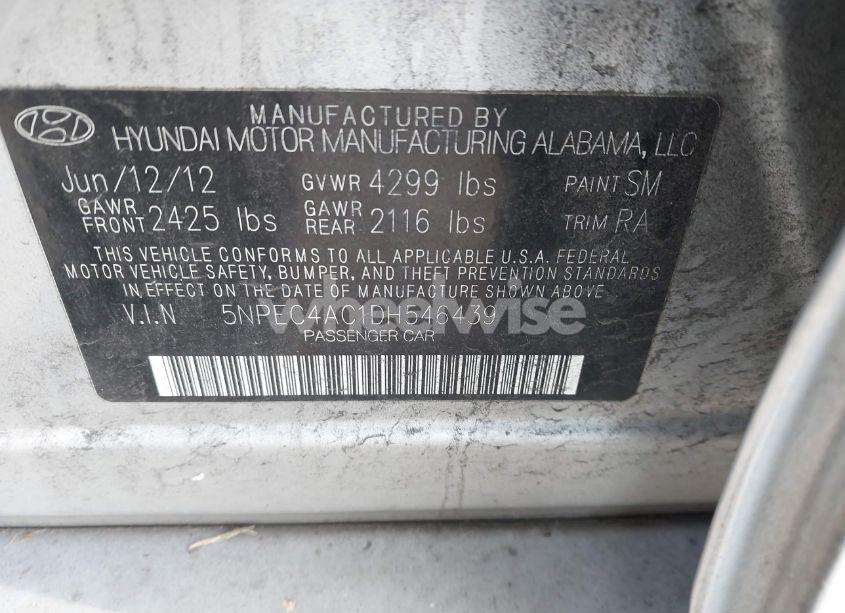 MANUFACTURED BY
HYUNDAI MOTOR MANUFACTURING ALABAMA, LLC
Jun/12/12 GVWR 4299 lbs PAINT SM
GAWR FRONT 2425 lbs GAWR REAR 2116 lbs TRIM RA
THIS VEHICLE CONFORMS TO ALL APPLICABLE U.S.A. FEDERAL
MOTOR VEHICLE SAFETY, BUMPER, AND THEFT PREVENTION STANDARDS
IN EFFECT ON THE DATE OF MANUFACTURE SHOWN ABOVE
V.I.N 5NPEC4AC1DH546439
PASSENGER CAR
wheelwise